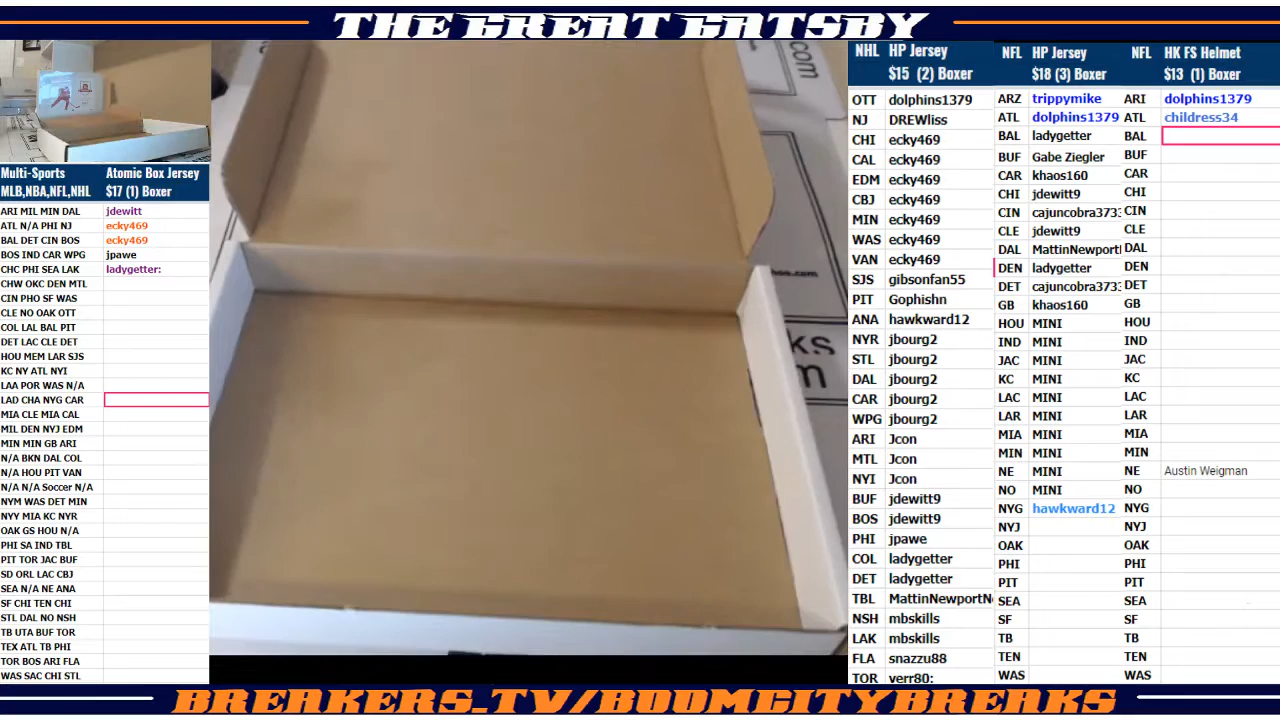 THE GREAT GATSBY
Multi-Sports Atomic Box Jersey
MLB,NBA,NFL,NHL $17 (1) Boxer
ARI MIL MIN DAL jdewitt
ATL N/A PHI NJ ecky469
BAL DET CIN BOS ecky469
BOS IND CAR WPG jpawe
CHC PHI SEA LAK ladygetter:
CHW OKC DEN MTL
CIN PHO SF WAS
CLE NO OAK OTT
COL LAL BAL PIT
DET LAC CLE DET
HOU MEM LAR SJS
KC NY ATL NYI
LAA POR WAS N/A
LAD CHA NYG CAR
MIA CLE MIA CAL
MIL DEN NYJ EDM
MIN MIN GB ARI
N/A BKN DAL COL
N/A HOU PIT VAN
N/A N/A Soccer N/A
NYM WAS DET MIN
NYY MIA KC NYR
OAK GS HOU N/A
PHI SA IND TBL
PIT TOR JAC BUF
SD ORL LAC CBJ
SEA N/A NE ANA
SF CHI TEN CHI
STL DAL NO NSH
TB UTA BUF TOR
TEX ATL TB PHI
TOR BOS ARI FLA
WAS SAC CHI STL
com
hoo.com
ks
m
NHL HP Jersey
$15 (2) Boxer
OTT dolphins1379
NJ DREWliss
CHI ecky469
CAL ecky469
EDM ecky469
CBJ ecky469
MIN ecky469
WAS ecky469
VAN ecky469
SJS gibsonfan55
PIT Gophishn
ANA hawkward12
NYR jbourg2
STL jbourg2
DAL jbourg2
CAR jbourg2
WPG jbourg2
ARI Jcon
MTL Jcon
NYI Jcon
BUF jdewitt9
BOS jdewitt9
PHI jpawe
COL ladygetter
DET ladygetter
TBL MattinNewportN
NSH mbskills
LAK mbskills
FLA snazzu88
TOR verr80:
NFL HP Jersey
$18 (3) Boxer
ARZ trippymike
ATL dolphins1379
BAL ladygetter
BUF Gabe Ziegler
CAR khaos160
CHI jdewitt9
CIN cajuncobra373
CLE jdewitt9
DAL MattinNewport
DEN ladygetter
DET cajuncobra373
GB khaos160
HOU MINI
IND MINI
JAC MINI
KC MINI
LAC MINI
LAR MINI
MIA MINI
MIN MINI
NE MINI
NO MINI
NYG hawkward12
NYJ
OAK
PHI
PIT
SEA
SF
TB
TEN
WAS
NFL HK FS Helmet
$13 (1) Boxer
ARI dolphins1379
ATL childress34
BAL
BUF
CAR
CHI
CIN
CLE
DAL
DEN
DET
GB
HOU
IND
JAC
KC
LAC
LAR
MIA
MIN
NE Austin Weigman
NO
NYG
NYJ
OAK
PHI
PIT
SEA
SF
TB
TEN
WAS
BREAKERS.TV/BOOMCITYBREAKS